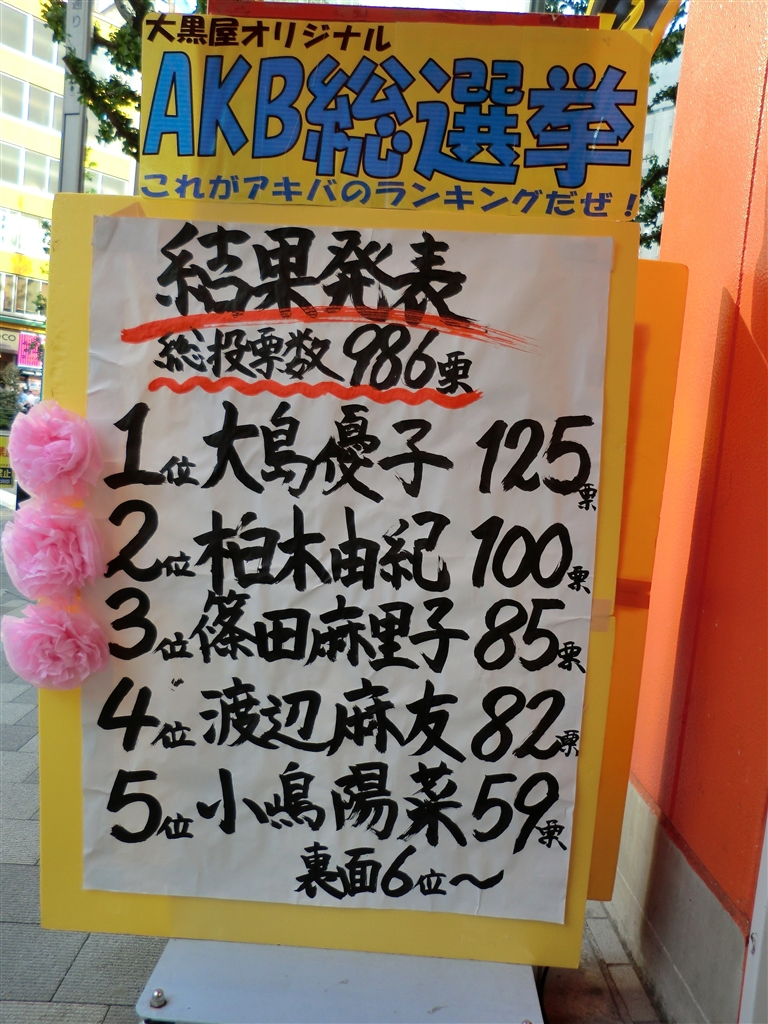 大黒屋オリジナル
AKB総選挙
これがアキバのランキングだぜ！
結果発表
総投票数986票
1位 大島優子 125票
2位 柏木由紀 100票
3位 篠田麻里子 85票
4位 渡辺麻友 82票
5位 小嶋陽菜 59票
裏面6位〜